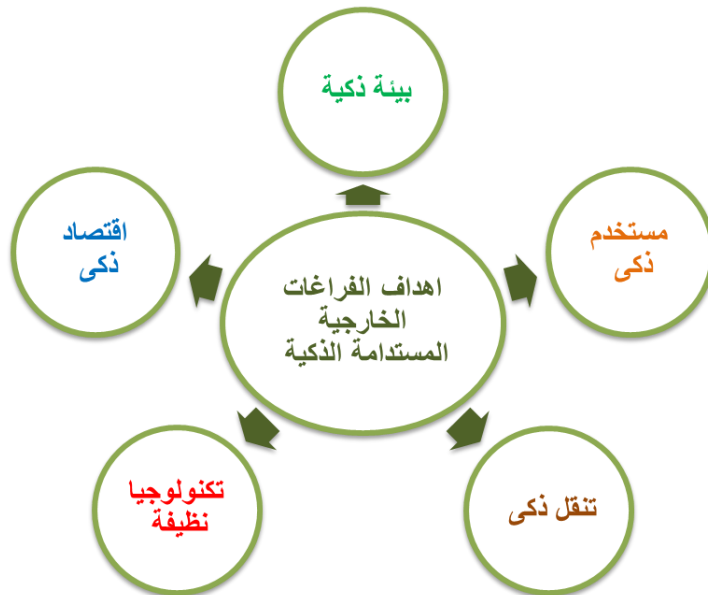 بيئة ذكية
مستخدم
ذكى
اقتصاد
ذكى
اهداف الفراغات
الخارجية
المستدامة الذكية
تنقل ذكى
تكنولوجيا
نظيفة